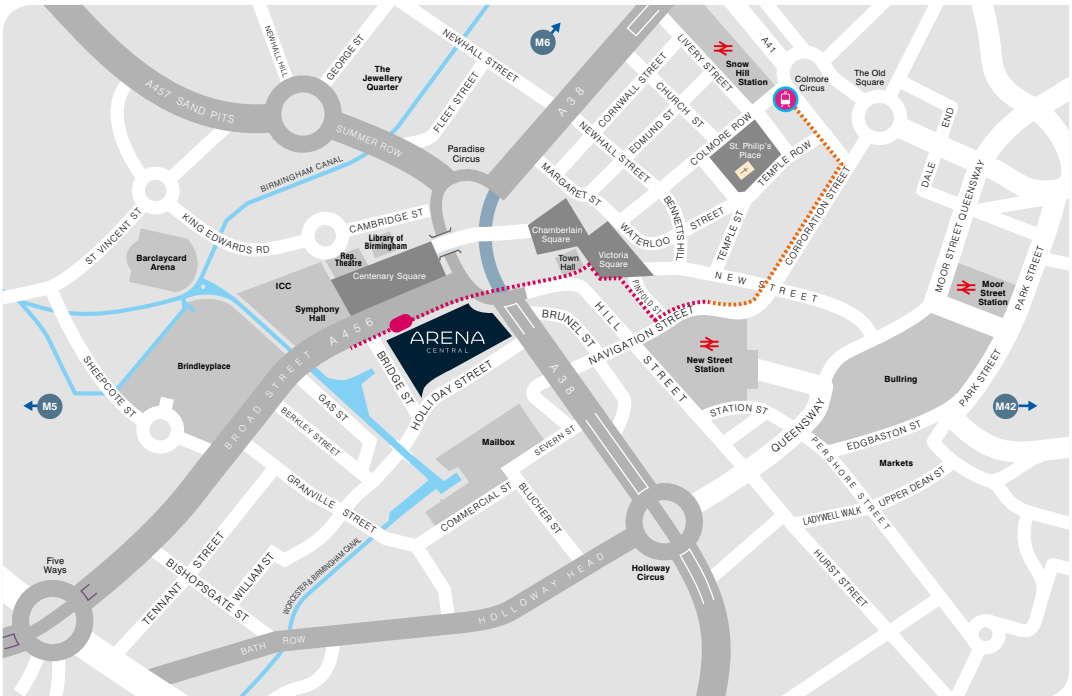 NEWHALL HILL
GEORGE ST
The
Jewellery
Quarter
NEWHALL STREET
FLEET STREET
M6
A457 SAND PITS
SUMMER ROW
BIRMINGHAM CANAL
Paradise
Circus
A38
CORNWALL STREET
LIVERY STREET
CHURCH ST
EDMUND ST
NEWHALL STREET
COLMORE ROW
Snow
Hill
Station
A41
Colmore
Circus
The Old
Square
St. Philip's
Place
TEMPLE ROW
MARGARET ST
WATERLOO STREET
BENNETTS HILL
TEMPLE ST
CORPORATION STREET
DALE END
MOOR STREET QUEENSWAY
PARK STREET
Moor
Street
Station
ST VINCENT ST
KING EDWARDS RD
CAMBRIDGE ST
Library of
Birmingham
Rep.
Theatre
Centenary Square
Chamberlain
Square
Town
Hall
Victoria
Square
Barclaycard
Arena
ICC
Symphony
Hall
NEW STREET
PINFOLD ST
NAVIGATION STREET
HILL STREET
BRUNEL ST
New Street
Station
Bullring
PARK STREET
M42
A456
BROAD STREET
ARENA
CENTRAL
BRIDGE ST
HOLLIDAY STREET
A38
Brindleyplace
SHEEPCOTE ST
M5
GAS ST
BERKLEY STREET
Mailbox
SEVERN ST
STATION ST
QUEENSWAY
EDGBASTON ST
Markets
PERSHORE STREET
UPPER DEAN ST
LADYWELL WALK
GRANVILLE STREET
COMMERCIAL ST
BLUCHER ST
HURST STREET
Five
Ways
TENNANT STREET
BISHOPSGATE ST
WILLIAM ST
WORCESTER & BIRMINGHAM CANAL
Holloway
Circus
HOLLOWAY HEAD
BATH ROW